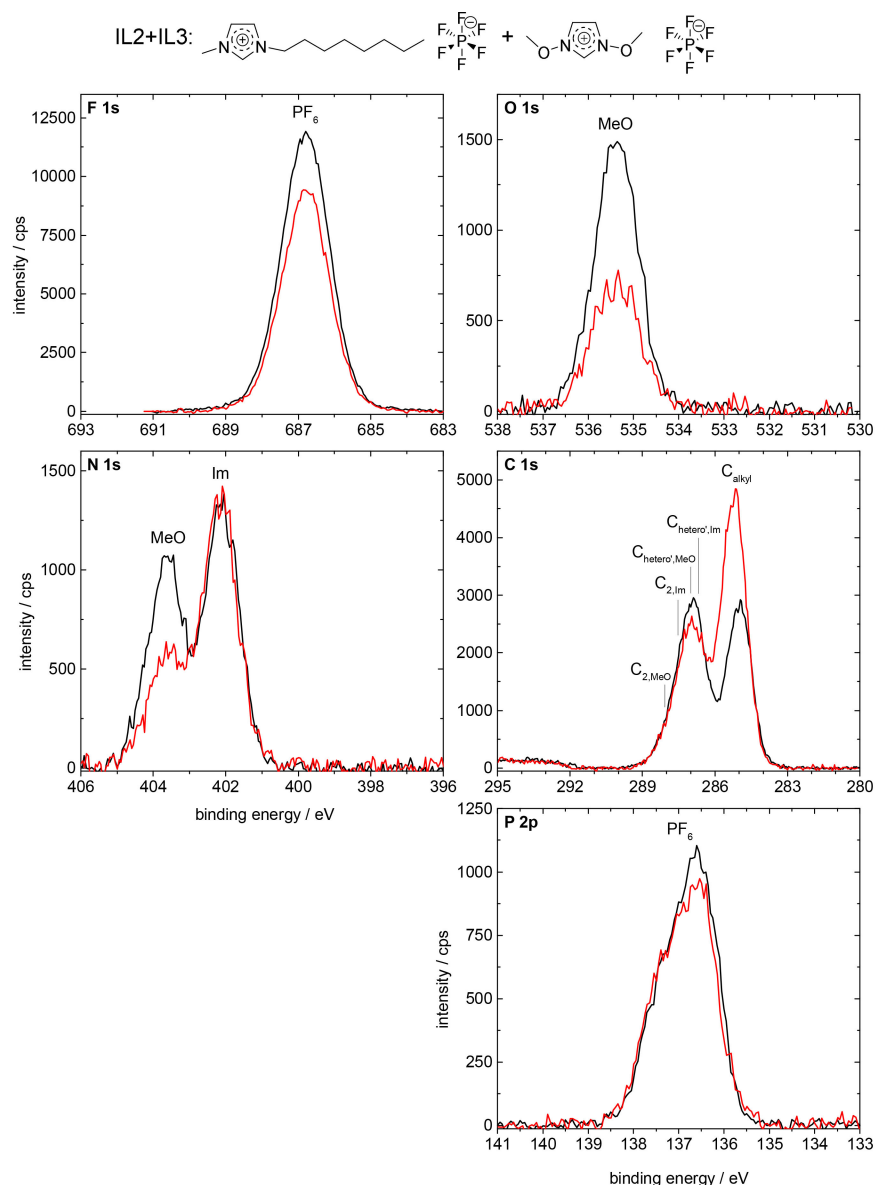 IL2+IL3:
N
N
⊕
F
F
F
P
⊖
F
F
F
+
O
N
N
O
⊕
F
F
F
P
⊖
F
F
F
F 1s
PF6
intensity / cps
12500
10000
7500
5000
2500
0
693 691 689 687 685 683
O 1s
MeO
1500
1000
500
0
538 537 536 535 534 533 532 531 530
N 1s
MeO
Im
intensity / cps
1500
1000
500
0
406 404 402 400 398 396
binding energy / eV
C 1s
Calkyl
Chetero',Im
Chetero',MeO
C2,Im
C2,MeO
5000
4000
3000
2000
1000
0
295 292 289 286 283 280
P 2p
PF6
intensity / cps
1250
1000
750
500
250
0
141 140 139 138 137 136 135 134 133
binding energy / eV